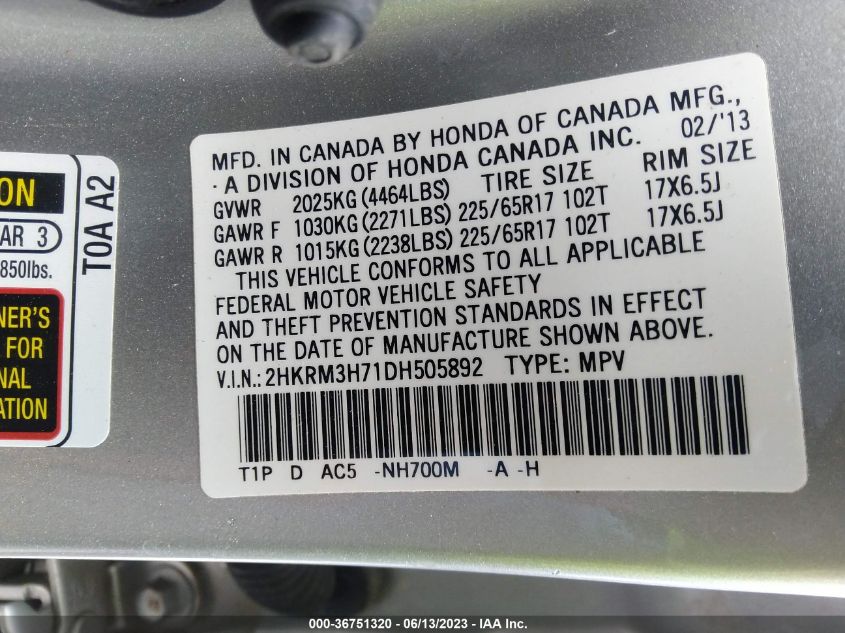 MFD. IN CANADA BY HONDA OF CANADA MFG.,
· A DIVISION OF HONDA CANADA INC. 02/'13
GVWR 2025KG (4464LBS) TIRE SIZE RIM SIZE
GAWR F 1030KG (2271LBS) 225/65R17 102T 17X6.5J
GAWR R 1015KG (2238LBS) 225/65R17 102T 17X6.5J
THIS VEHICLE CONFORMS TO ALL APPLICABLE
FEDERAL MOTOR VEHICLE SAFETY
AND THEFT PREVENTION STANDARDS IN EFFECT
ON THE DATE OF MANUFACTURE SHOWN ABOVE.
V.I.N.: 2HKRM3H71DH505892 TYPE: MPV
T1P D AC5 -NH700M -A -H
ON
AR 3
850lbs.
NER'S
FOR
NAL
ATION
T0A A2
000-36751320 - 06/13/2023 - IAA Inc.